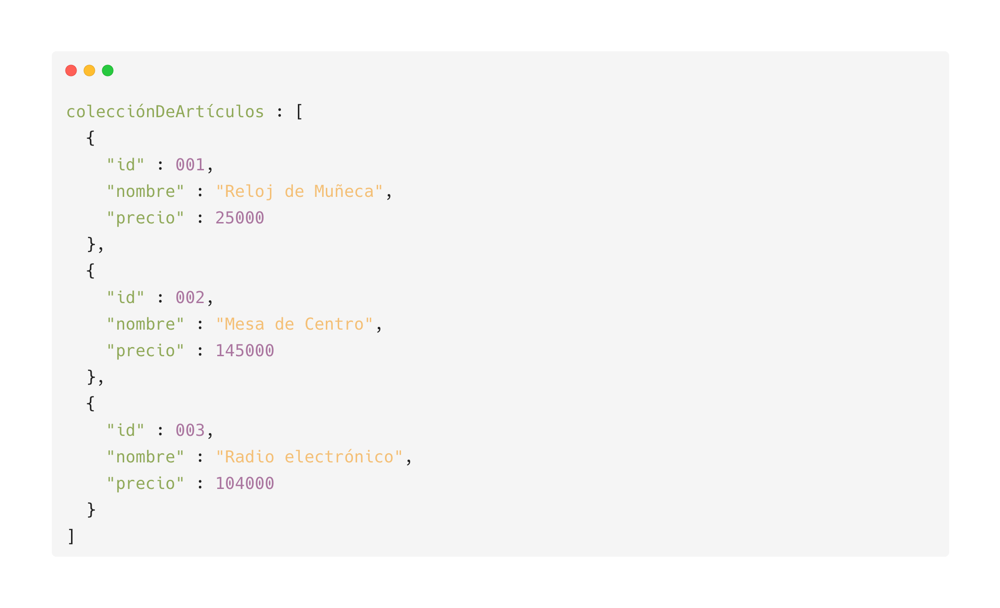 colecciónDeArtículos : [
  {
    "id" : 001,
    "nombre" : "Reloj de Muñeca",
    "precio" : 25000
  },
  {
    "id" : 002,
    "nombre" : "Mesa de Centro",
    "precio" : 145000
  },
  {
    "id" : 003,
    "nombre" : "Radio electrónico",
    "precio" : 104000
  }
]